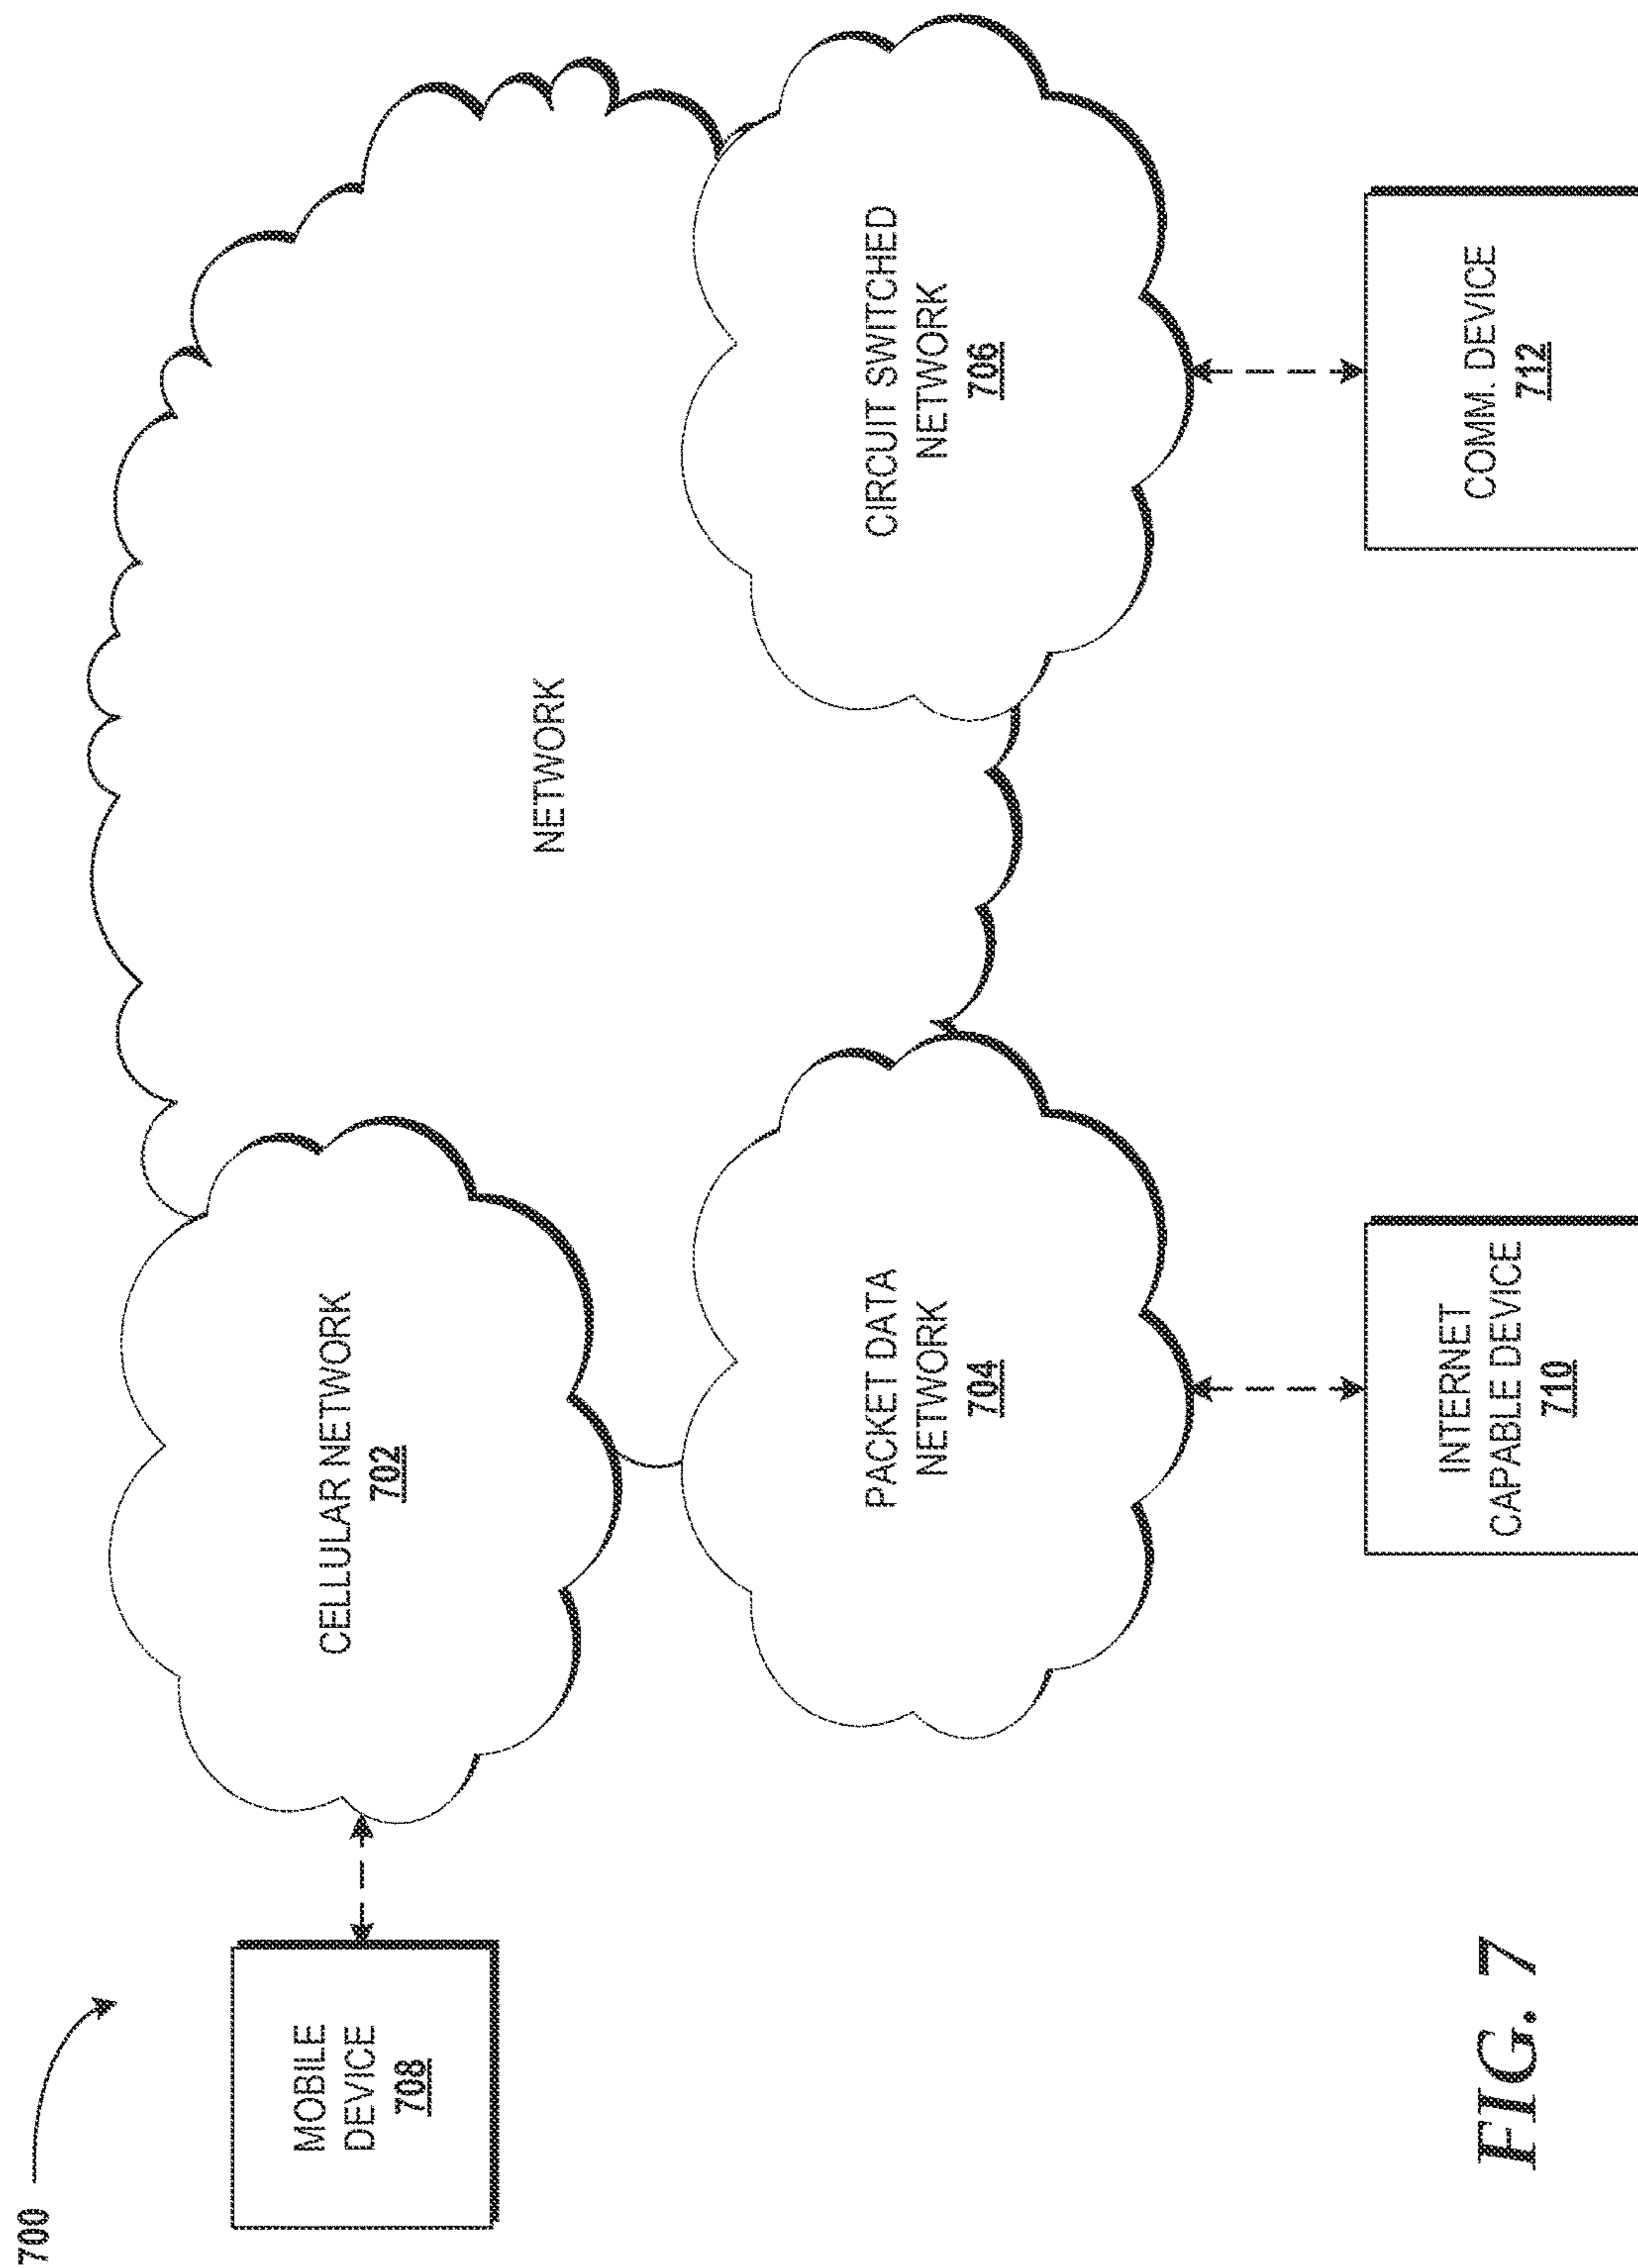 700
MOBILE
DEVICE
708
CELLULAR NETWORK
702
NETWORK
PACKET DATA
NETWORK
704
CIRCUIT SWITCHED
NETWORK
706
INTERNET
CAPABLE DEVICE
710
COMM. DEVICE
712
FIG. 7